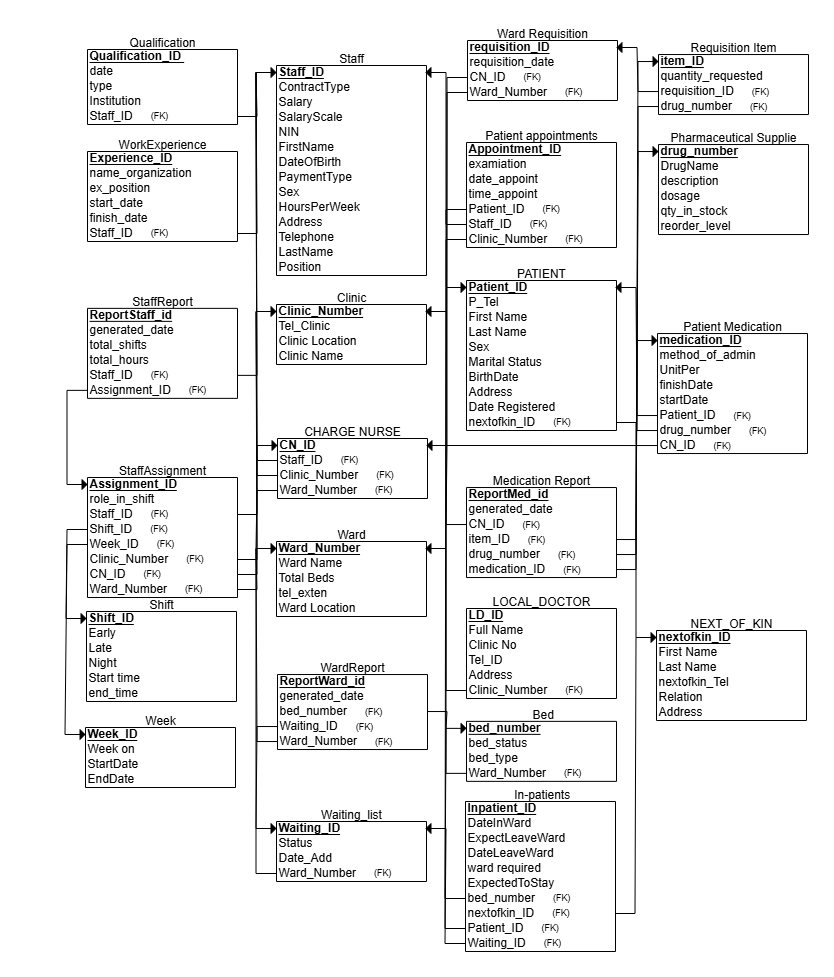 Qualification
Qualification_ID
date
type
Institution
Staff_ID (FK)
WorkExperience
Experience_ID
name_organization
ex_position
start_date
finish_date
Staff_ID (FK)
StaffReport
ReportStaff_id
generated_date
total_shifts
total_hours
Staff_ID (FK)
Assignment_ID (FK)
StaffAssignment
Assignment_ID
role_in_shift
Staff_ID (FK)
Shift_ID (FK)
Week_ID (FK)
Clinic_Number (FK)
CN_ID (FK)
Ward_Number (FK)
Shift
Shift_ID
Early
Late
Night
Start time
end_time
Week
Week_ID
Week on
StartDate
EndDate
Staff
Staff_ID
ContractType
Salary
SalaryScale
NIN
FirstName
DateOfBirth
PaymentType
Sex
HoursPerWeek
Address
Telephone
LastName
Position
Clinic
Clinic_Number
Tel_Clinic
Clinic Location
Clinic Name
CHARGE NURSE
CN_ID
Staff_ID (FK)
Clinic_Number (FK)
Ward_Number (FK)
Ward
Ward_Number
Ward Name
Total Beds
tel_exten
Ward Location
WardReport
ReportWard_id
generated_date
bed_number (FK)
Waiting_ID (FK)
Ward_Number (FK)
Waiting_list
Waiting_ID
Status
Date_Add
Ward_Number (FK)
Ward Requisition
requisition_ID
requisition_date
CN_ID (FK)
Ward_Number (FK)
Patient appointments
Appointment_ID
examiation
date_appoint
time_appoint
Patient_ID (FK)
Staff_ID (FK)
Clinic_Number (FK)
PATIENT
Patient_ID
P_Tel
First Name
Last Name
Sex
Marital Status
BirthDate
Address
Date Registered
nextofkin_ID (FK)
Medication Report
ReportMed_id
generated_date
CN_ID (FK)
item_ID (FK)
drug_number (FK)
medication_ID (FK)
LOCAL_DOCTOR
LD_ID
Full Name
Clinic No
Tel_ID
Address
Clinic_Number (FK)
Bed
bed_number
bed_status
bed_type
Ward_Number (FK)
In-patients
Inpatient_ID
DateInWard
ExpectLeaveWard
DateLeaveWard
ward required
ExpectedToStay
bed_number (FK)
nextofkin_ID (FK)
Patient_ID (FK)
Waiting_ID (FK)
Requisition Item
item_ID
quantity_requested
requisition_ID (FK)
drug_number (FK)
Pharmaceutical Supplie
drug_number
DrugName
description
dosage
qty_in_stock
reorder_level
Patient Medication
medication_ID
method_of_admin
UnitPer
finishDate
startDate
Patient_ID (FK)
drug_number (FK)
CN_ID (FK)
NEXT_OF_KIN
nextofkin_ID
First Name
Last Name
nextofkin_Tel
Relation
Address